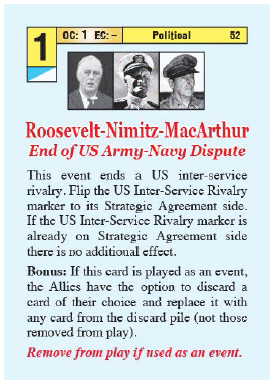 1
OC: 1 EC: –
Political
52
Roosevelt-Nimitz-MacArthur
End of US Army-Navy Dispute
This event ends a US inter-service
rivalry. Flip the US Inter-Service Rivalry
marker to its Strategic Agreement side.
If the US Inter-Service Rivalry marker is
already on Strategic Agreement side
there is no additional effect.
Bonus: If this card is played as an event,
the Allies have the option to discard a
card of their choice and replace it with
any card from the discard pile (not those
removed from play).
Remove from play if used as an event.